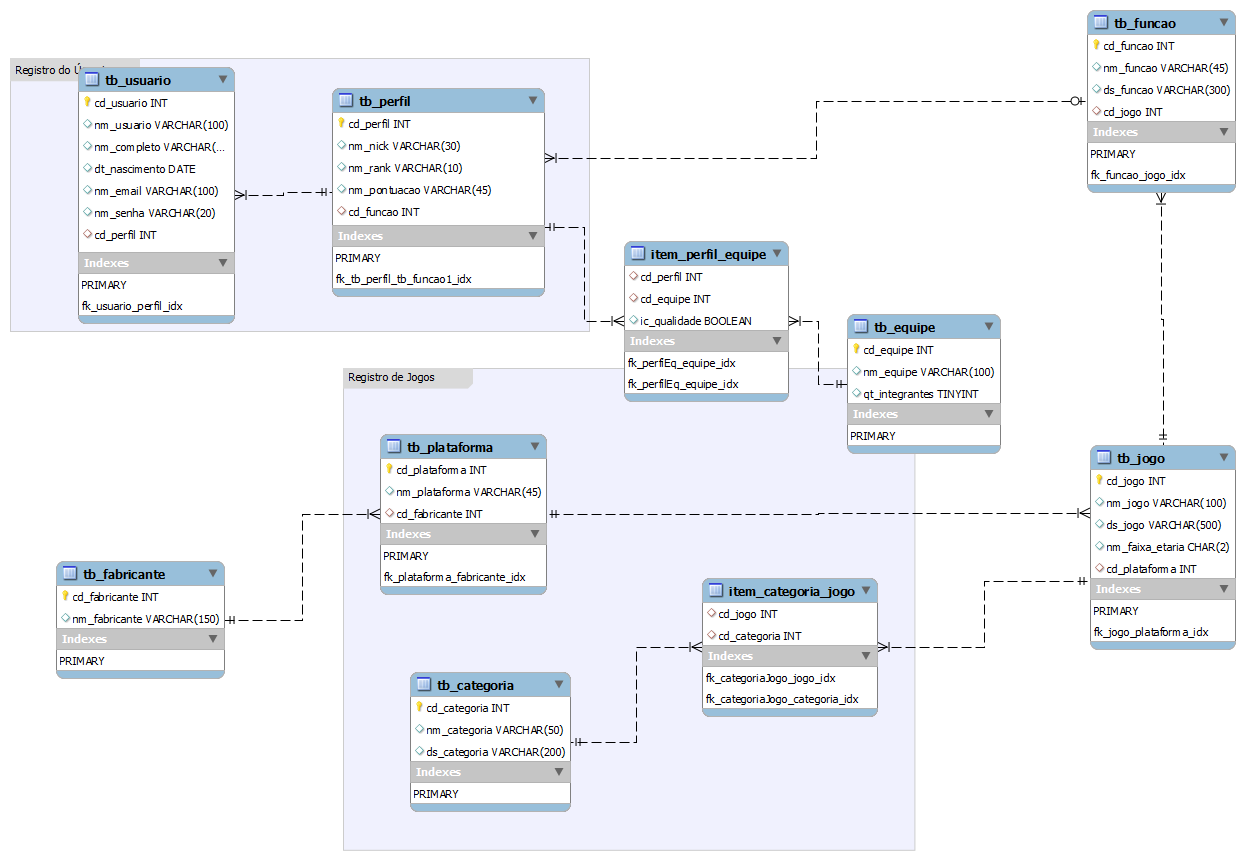 Registro do Ú
tb_usuario
cd_usuario INT
nm_usuario VARCHAR(100)
nm_completo VARCHAR(...
dt_nascimento DATE
nm_email VARCHAR(100)
nm_senha VARCHAR(20)
cd_perfil INT
Indexes
PRIMARY
fk_usuario_perfil_idx
tb_perfil
cd_perfil INT
nm_nick VARCHAR(30)
nm_rank VARCHAR(10)
nm_pontuacao VARCHAR(45)
cd_funcao INT
Indexes
PRIMARY
fk_tb_perfil_tb_funcao1_idx
tb_funcao
cd_funcao INT
nm_funcao VARCHAR(45)
ds_funcao VARCHAR(300)
cd_jogo INT
Indexes
PRIMARY
fk_funcao_jogo_idx
item_perfil_equipe
cd_perfil INT
cd_equipe INT
ic_qualidade BOOLEAN
Indexes
fk_perfiEq_equipe_idx
fk_perfilEq_equipe_idx
tb_equipe
cd_equipe INT
nm_equipe VARCHAR(100)
qt_integrantes TINYINT
Indexes
PRIMARY
Registro de Jogos
tb_plataforma
cd_plataforma INT
nm_plataforma VARCHAR(45)
cd_fabricante INT
Indexes
PRIMARY
fk_plataforma_fabricante_idx
tb_jogo
cd_jogo INT
nm_jogo VARCHAR(100)
ds_jogo VARCHAR(500)
nm_faixa_etaria CHAR(2)
cd_plataforma INT
Indexes
PRIMARY
fk_jogo_plataforma_idx
tb_fabricante
cd_fabricante INT
nm_fabricante VARCHAR(150)
Indexes
PRIMARY
item_categoria_jogo
cd_jogo INT
cd_categoria INT
Indexes
fk_categoriaJogo_jogo_idx
fk_categoriaJogo_categoria_idx
tb_categoria
cd_categoria INT
nm_categoria VARCHAR(50)
ds_categoria VARCHAR(200)
Indexes
PRIMARY